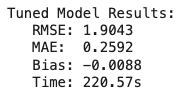 Tuned Model Results:
RMSE: 1.9043
MAE: 0.2592
Bias: -0.0088
Time: 220.57s